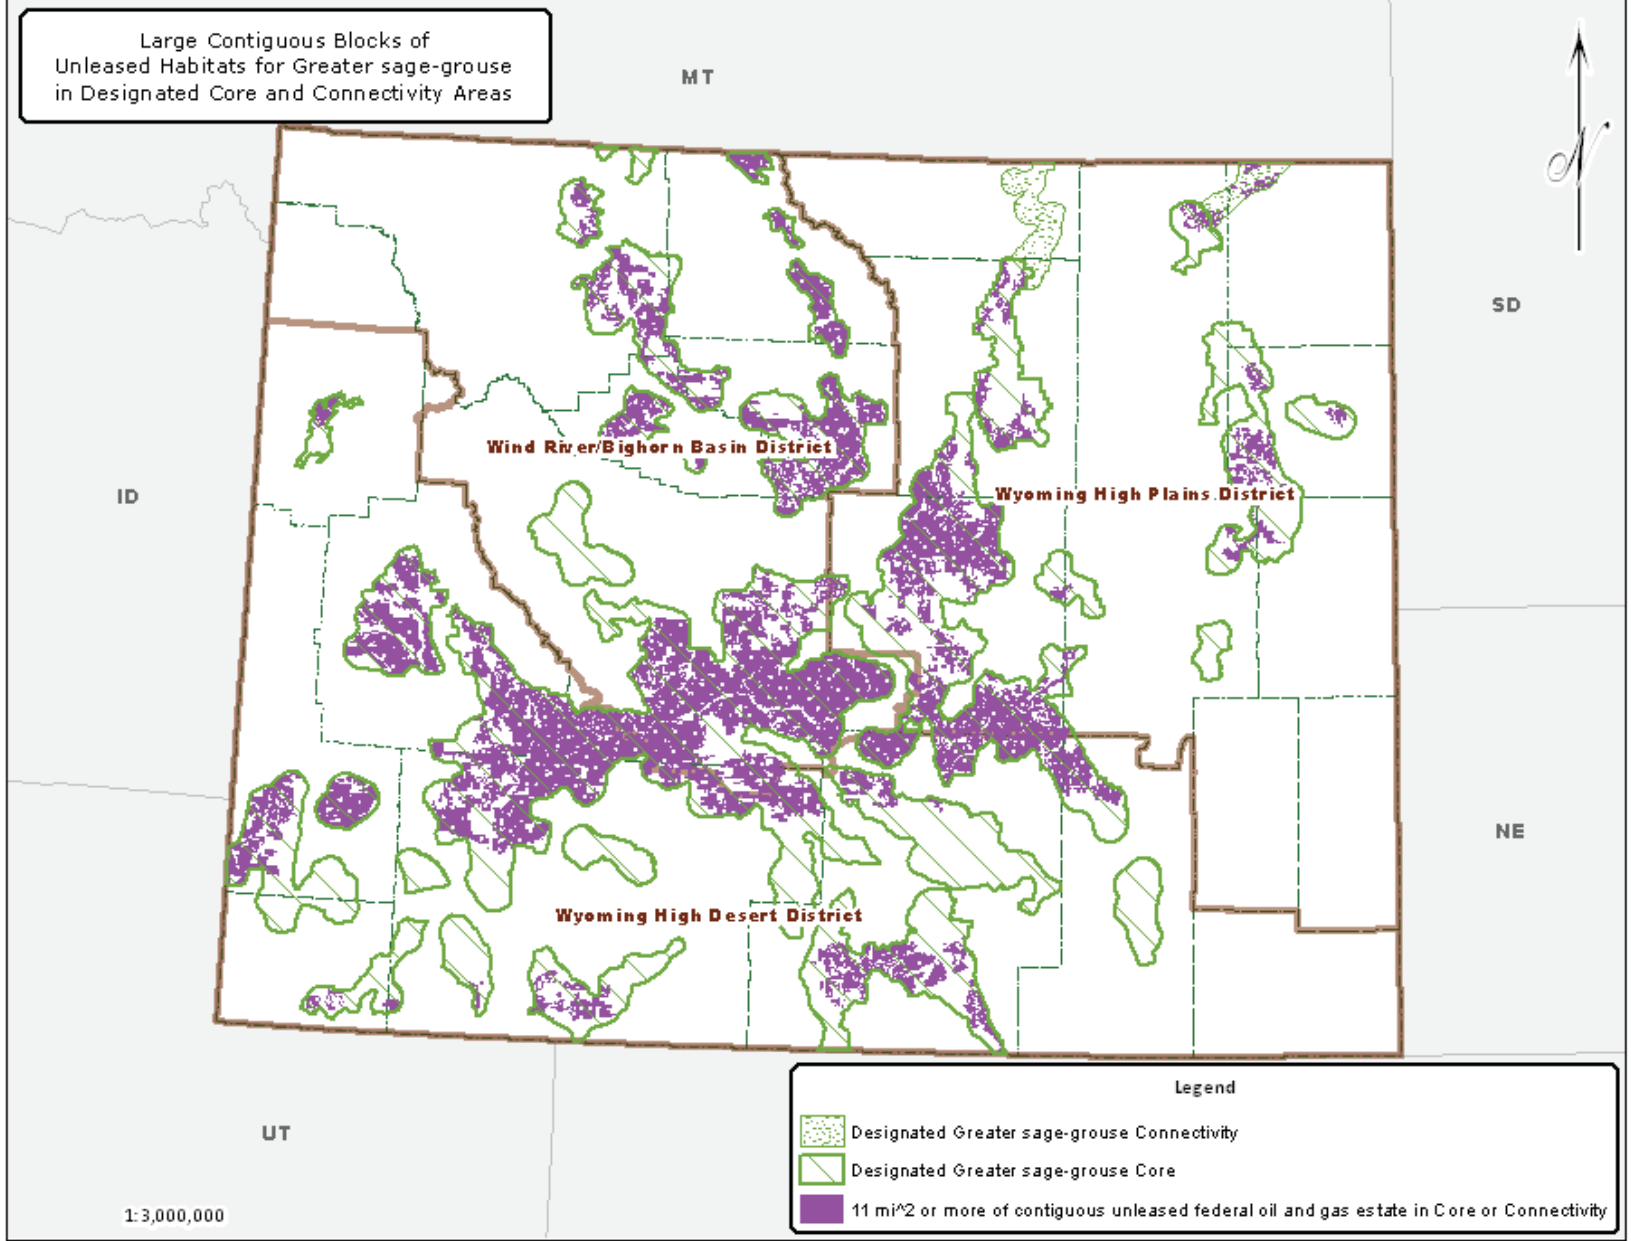 Large Contiguous Blocks of
Unleased Habitats for Greater sage-grouse
in Designated Core and Connectivity Areas
MT
N
SD
ID
Wind River/Bighorn Basin District
Wyoming High Plains District
NE
Wyoming High Desert District
UT
1:3,000,000
Legend
Designated Greater sage-grouse Connectivity
Designated Greater sage-grouse Core
11 mi^2 or more of contiguous unleased federal oil and gas estate in Core or Connectivity